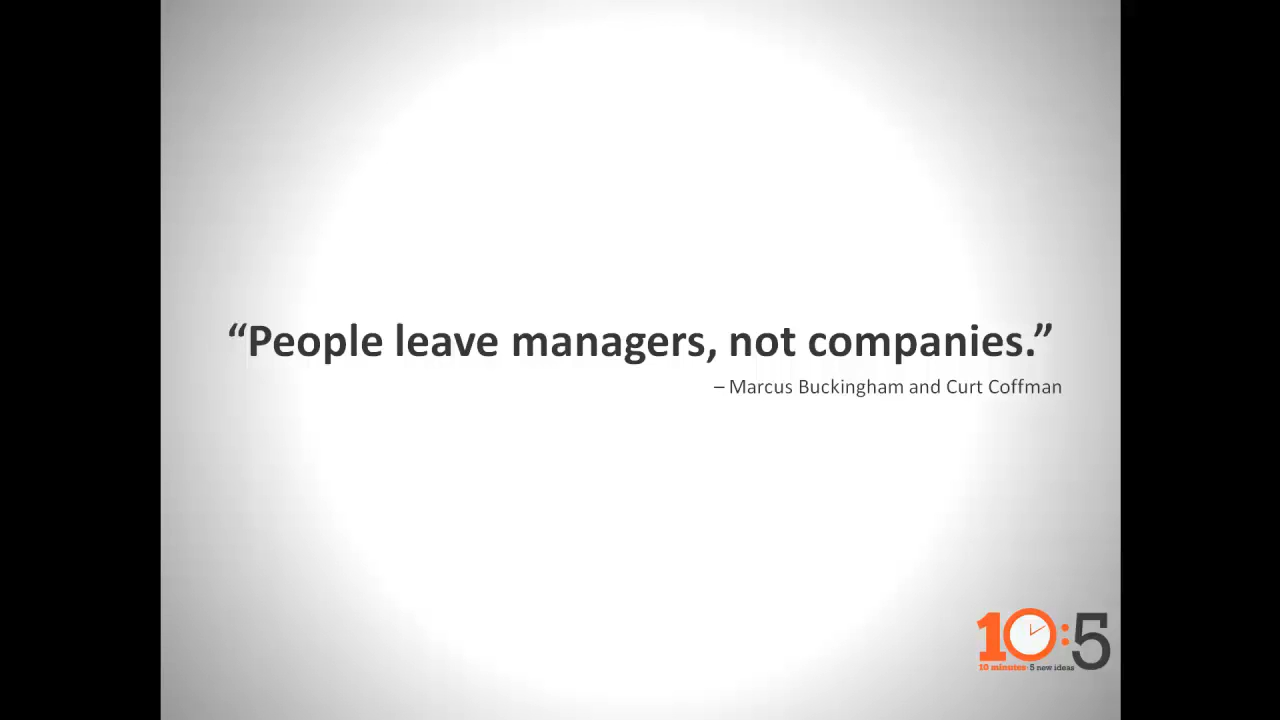 “People leave managers, not companies.”
– Marcus Buckingham and Curt Coffman
10:5
10 minutes·5 new ideas